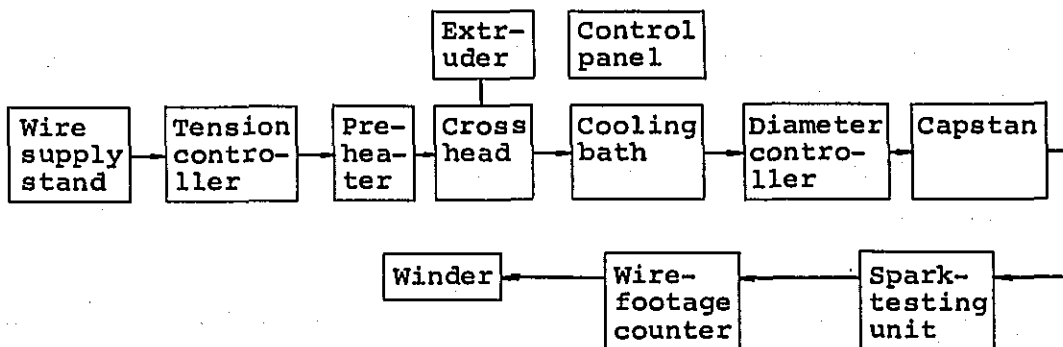 Extr-
uder
Control
panel
Wire
supply
stand
Tension
contro-
ller
Pre-
hea-
ter
Cross
head
Cooling
bath
Diameter
contro-
ller
Capstan
Winder
Wire-
footage
counter
Spark-
testing
unit